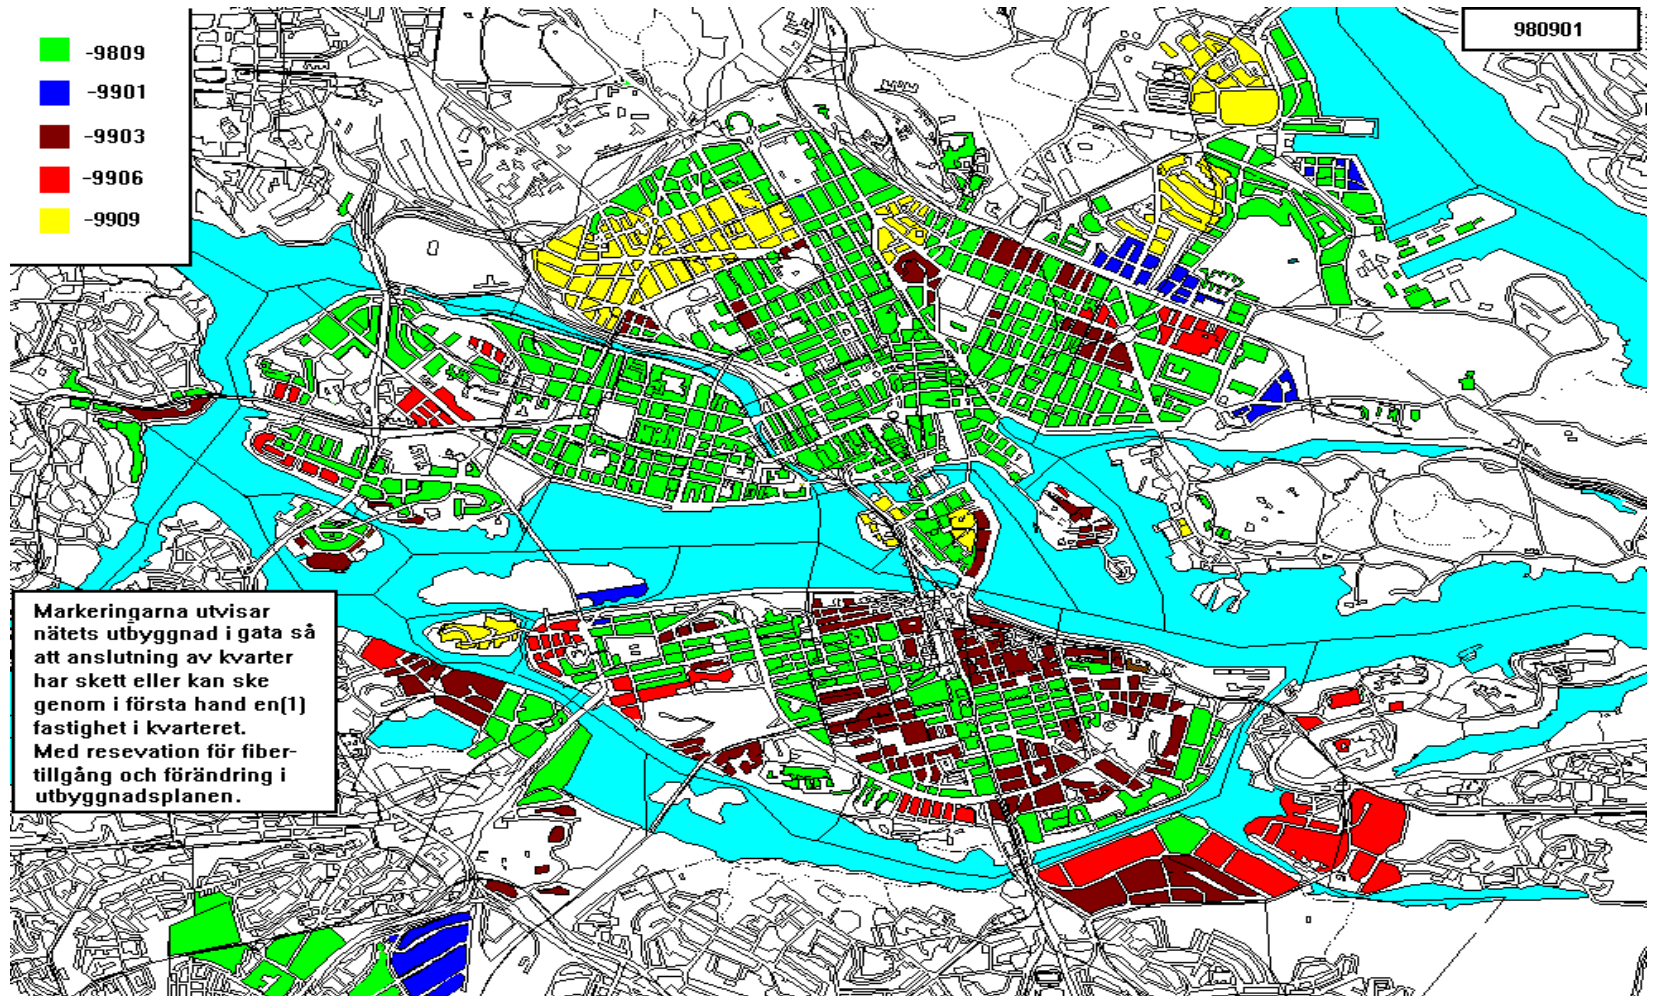 -9809
-9901
-9903
-9906
-9909
980901
Markeringarna utvisar
nätets utbyggnad i gata så
att anslutning av kvarter
har skett eller kan ske
genom i första hand en(1)
fastighet i kvarteret.
Med resevation för fiber-
tillgång och förändring i
utbyggnadsplanen.